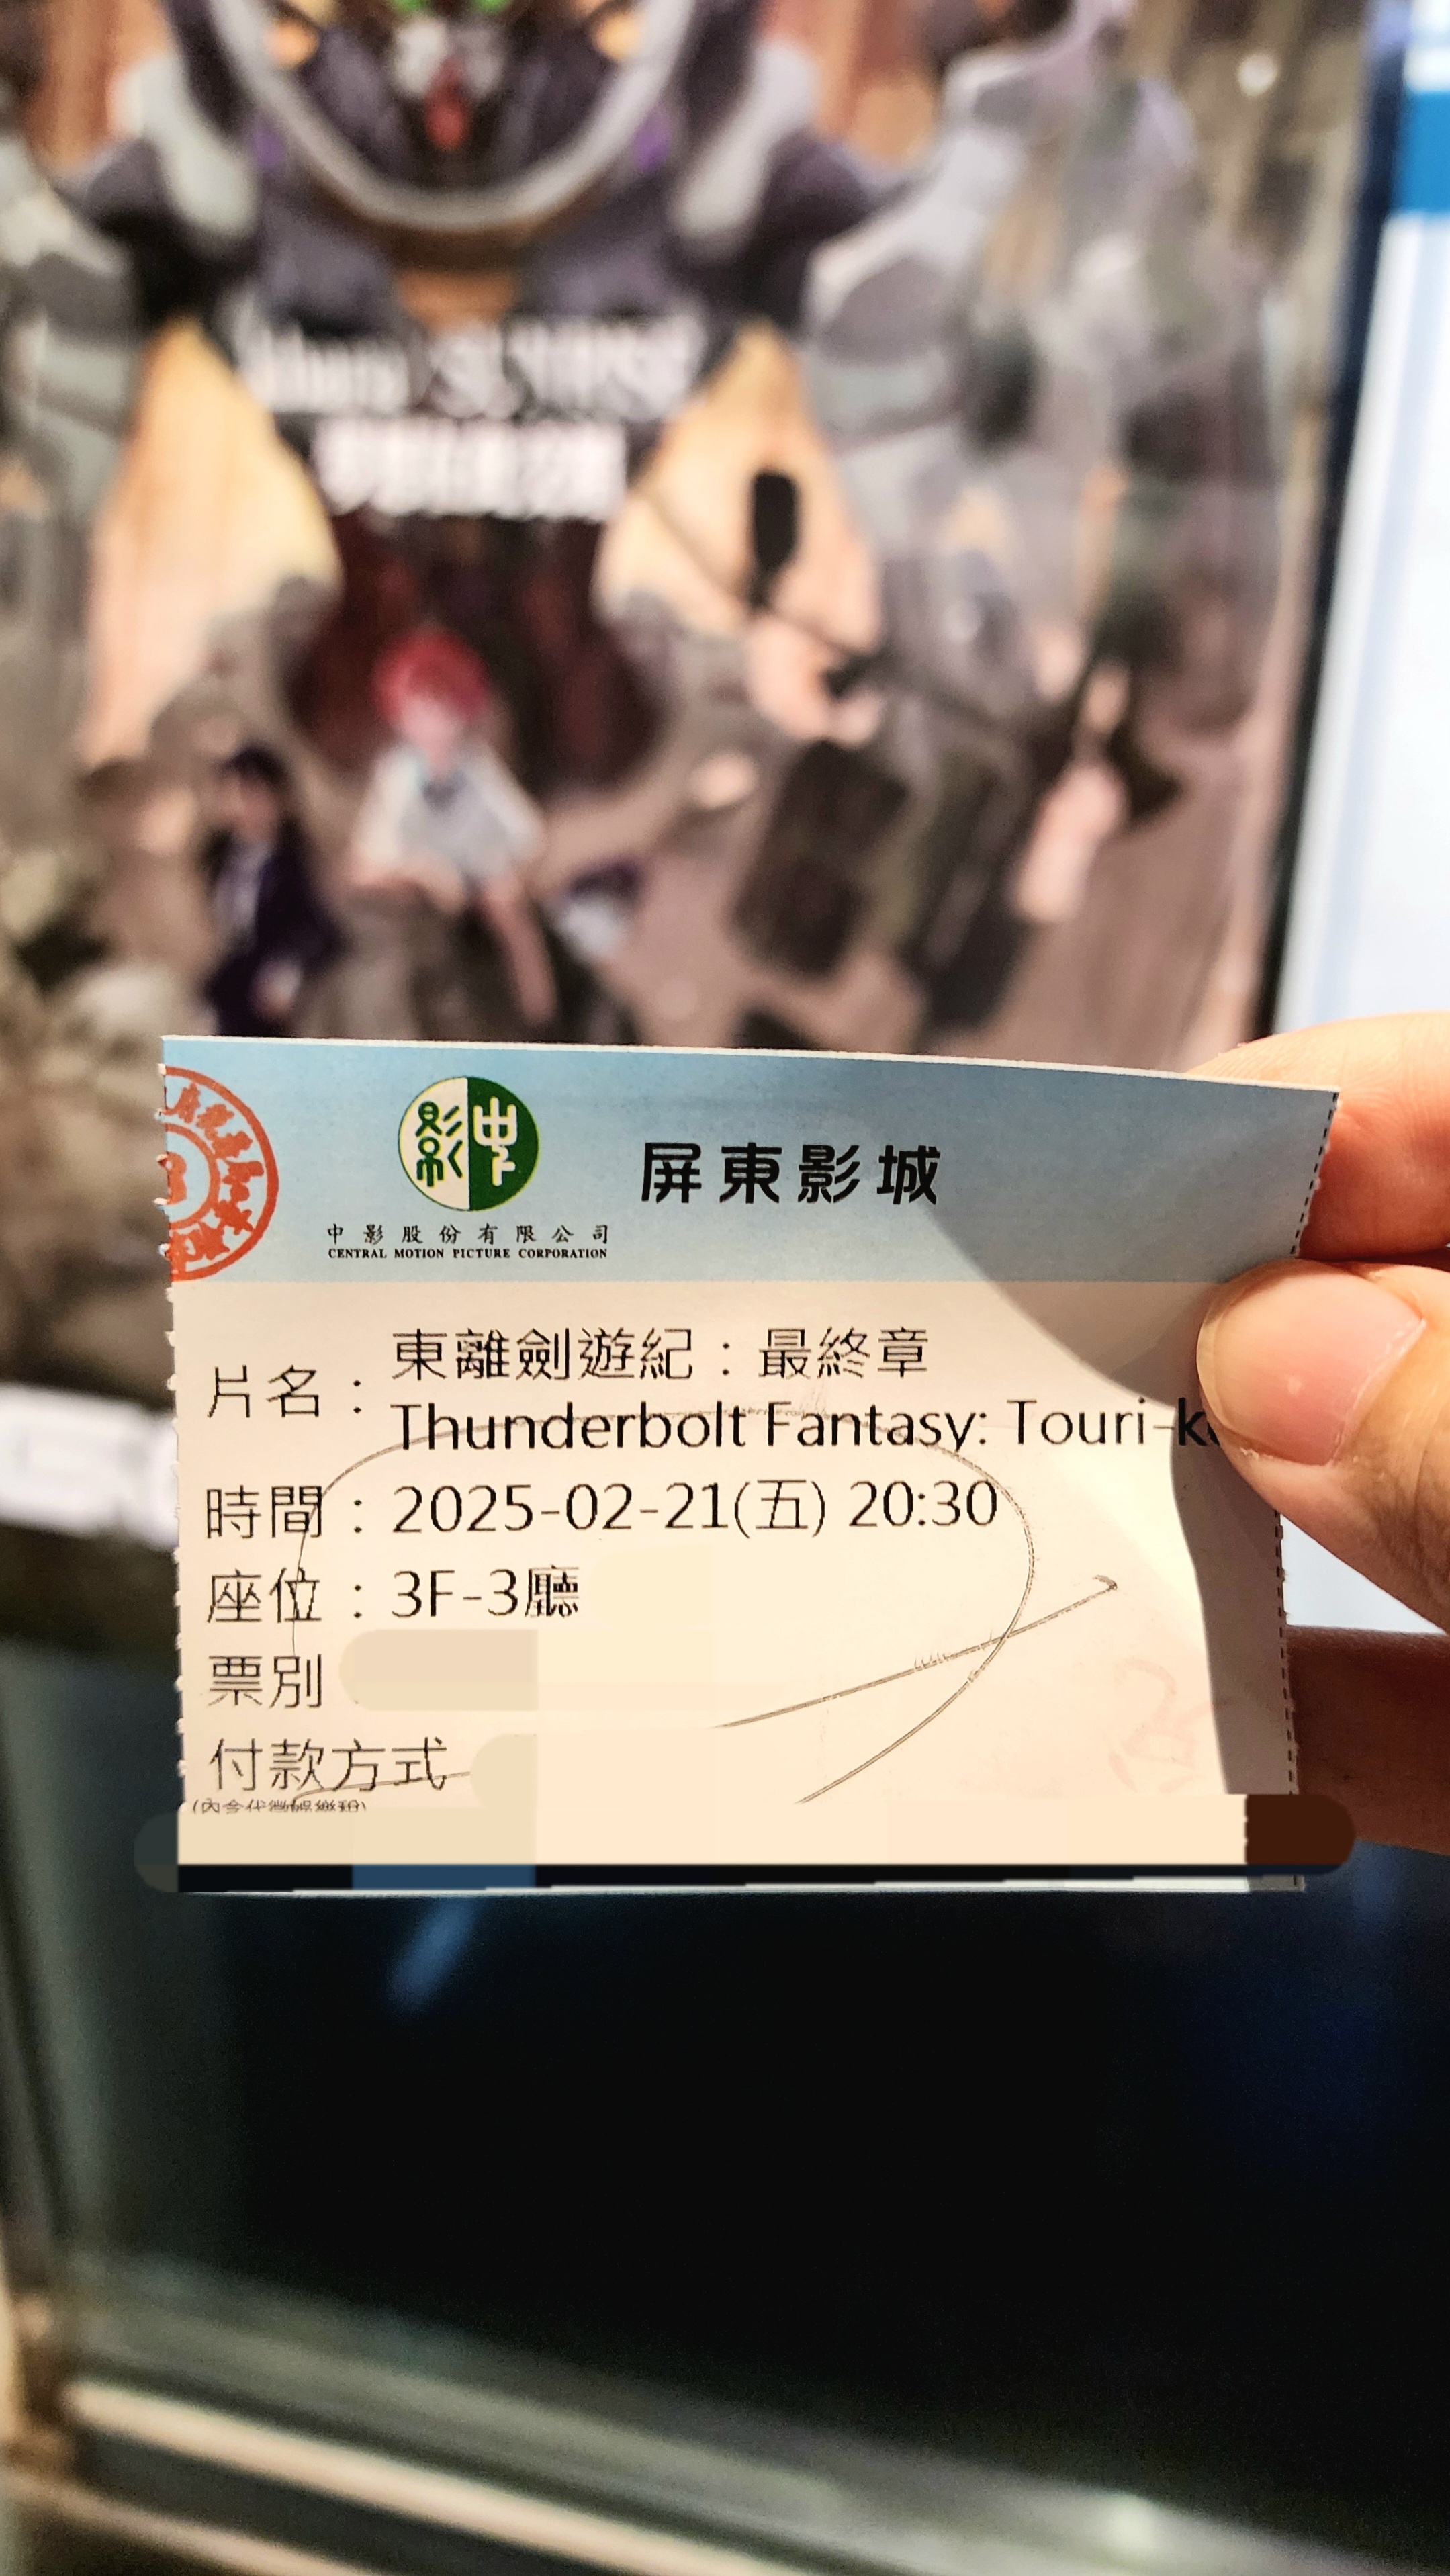 影中
中影股份有限公司
CENTRAL MOTION PICTURE CORPORATION
屏東影城
片名：東離劍遊紀：最終章
Thunderbolt Fantasy: Touri-k
時間：2025-02-21(五) 20:30
座位：3F-3廳
票別
付款方式